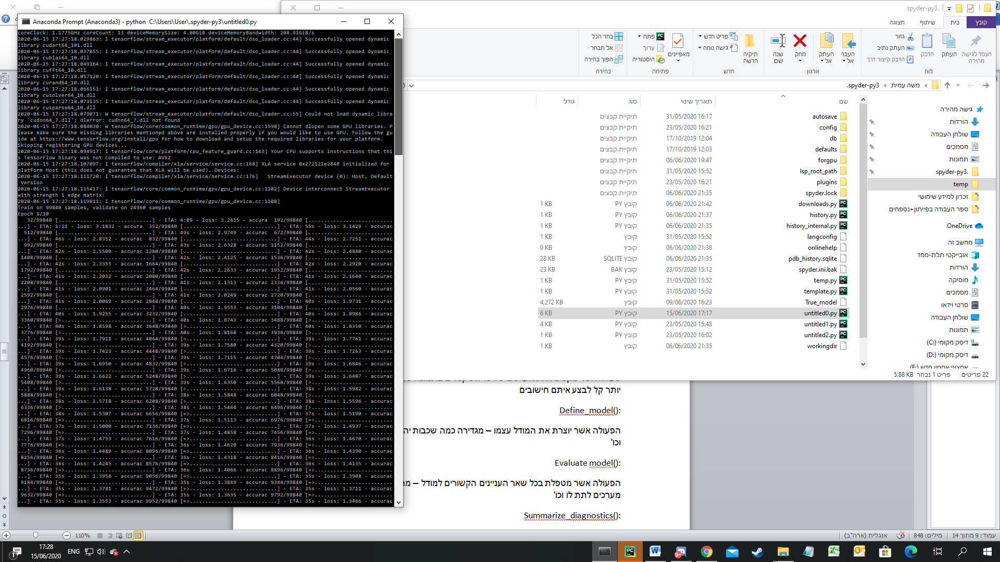 Anaconda Prompt (Anaconda3) - python  C:\Users\User\.spyder-py3\untitled0.py
coreClock: 1.1775GHz coreCount: 13 deviceMemorySize: 4.00GiB deviceMemoryBandwidth: 208.91GiB/s
2020-06-15 17:27:18.029863: I tensorflow/stream_executor/platform/default/dso_loader.cc:44] Successfully opened dynamic
library cudart64_101.dll
2020-06-15 17:27:18.037055: I tensorflow/stream_executor/platform/default/dso_loader.cc:44] Successfully opened dynamic
library cublas64_10.dll
2020-06-15 17:27:18.049164: I tensorflow/stream_executor/platform/default/dso_loader.cc:44] Successfully opened dynamic
library cufft64_10.dll
2020-06-15 17:27:18.057120: I tensorflow/stream_executor/platform/default/dso_loader.cc:44] Successfully opened dynamic
library curand64_10.dll
2020-06-15 17:27:18.066151: I tensorflow/stream_executor/platform/default/dso_loader.cc:44] Successfully opened dynamic
library cusolver64_10.dll
2020-06-15 17:27:18.073135: I tensorflow/stream_executor/platform/default/dso_loader.cc:44] Successfully opened dynamic
library cusparse64_10.dll
2020-06-15 17:27:18.079071: W tensorflow/stream_executor/platform/default/dso_loader.cc:55] Could not load dynamic libra
ry 'cudnn64_7.dll'; dlerror: cudnn64_7.dll not found
2020-06-15 17:27:18.084030: W tensorflow/core/common_runtime/gpu/gpu_device.cc:1598] Cannot dlopen some GPU libraries. P
lease make sure the missing libraries mentioned above are installed properly if you would like to use GPU. Follow the gu
ide at https://www.tensorflow.org/install/gpu for how to download and setup the required libraries for your platform.
Skipping registering GPU devices...
2020-06-15 17:27:18.094917: I tensorflow/core/platform/cpu_feature_guard.cc:143] Your CPU supports instructions that thi
s TensorFlow binary was not compiled to use: AVX2
2020-06-15 17:27:18.107097: I tensorflow/compiler/xla/service/service.cc:168] XLA service 0x272121e2840 initialized for
platform Host (this does not guarantee that XLA will be used). Devices:
2020-06-15 17:27:18.111720: I tensorflow/compiler/xla/service/service.cc:176]   StreamExecutor device (0): Host, Default
Version
2020-06-15 17:27:18.115417: I tensorflow/core/common_runtime/gpu/gpu_device.cc:1102] Device interconnect StreamExecutor
with strength 1 edge matrix:
2020-06-15 17:27:18.119811: I tensorflow/core/common_runtime/gpu/gpu_device.cc:1108]
Train on 99840 samples, validate on 24960 samples
Epoch 1/10
32/99840 [..............................] - ETA: 4:09 - loss: 3.2415 - accura  192/99840 [.......................
...] - ETA: 1:11 - loss: 3.1832 - accura  352/99840 [..............................] - ETA: 55s - loss: 3.1429 - accurac
512/99840 [..............................] - ETA: 49s - loss: 2.9749 - accurac  672/99840 [.......................
...] - ETA: 46s - loss: 2.8352 - accurac  832/99840 [..............................] - ETA: 44s - loss: 2.7251 - accurac
992/99840 [..............................] - ETA: 43s - loss: 2.6328 - accurac 1152/99840 [.......................
...] - ETA: 42s - loss: 2.5500 - accurac 1280/99840 [..............................] - ETA: 42s - loss: 2.4840 - accurac
1408/99840 [..............................] - ETA: 42s - loss: 2.4125 - accurac 1536/99840 [.......................
...] - ETA: 42s - loss: 2.3355 - accurac 1664/99840 [..............................] - ETA: 42s - loss: 2.2920 - accurac
1792/99840 [..............................] - ETA: 42s - loss: 2.2633 - accurac 1952/99840 [.......................
...] - ETA: 41s - loss: 2.2032 - accurac 2080/99840 [..............................] - ETA: 41s - loss: 2.1640 - accurac
2208/99840 [..............................] - ETA: 41s - loss: 2.1313 - accurac 2336/99840 [.......................
...] - ETA: 41s - loss: 2.0901 - accurac 2464/99840 [..............................] - ETA: 41s - loss: 2.0560 - accurac
2592/99840 [..............................] - ETA: 41s - loss: 2.0249 - accurac 2720/99840 [.......................
...] - ETA: 41s - loss: 2.0069 - accurac 2848/99840 [..............................] - ETA: 40s - loss: 1.9731 - accurac
2976/99840 [..............................] - ETA: 40s - loss: 1.9553 - accurac 3104/99840 [.......................
...] - ETA: 40s - loss: 1.9255 - accurac 3232/99840 [..............................] - ETA: 40s - loss: 1.8986 - accurac
3360/99840 [>.............................] - ETA: 40s - loss: 1.8743 - accurac 3488/99840 [>......................
...] - ETA: 40s - loss: 1.8598 - accurac 3648/99840 [>.............................] - ETA: 40s - loss: 1.8350 - accurac
3776/99840 [>.............................] - ETA: 40s - loss: 1.8168 - accurac 3936/99840 [>......................
...] - ETA: 39s - loss: 1.7911 - accurac 4064/99840 [>.............................] - ETA: 39s - loss: 1.7761 - accurac
4192/99840 [>.............................] - ETA: 39s - loss: 1.7580 - accurac 4320/99840 [>......................
...] - ETA: 39s - loss: 1.7423 - accurac 4448/99840 [>.............................] - ETA: 39s - loss: 1.7263 - accurac
4576/99840 [>.............................] - ETA: 39s - loss: 1.7115 - accurac 4704/99840 [>......................
...] - ETA: 39s - loss: 1.6950 - accurac 4832/99840 [>.............................] - ETA: 39s - loss: 1.6846 - accurac
4960/99840 [>.............................] - ETA: 39s - loss: 1.6716 - accurac 5088/99840 [>......................
...] - ETA: 39s - loss: 1.6622 - accurac 5248/99840 [>.............................] - ETA: 39s - loss: 1.6487 - accurac
5408/99840 [>.............................] - ETA: 39s - loss: 1.6350 - accurac 5568/99840 [>......................
...] - ETA: 39s - loss: 1.6138 - accurac 5728/99840 [>.............................] - ETA: 38s - loss: 1.5982 - accurac
5888/99840 [>.............................] - ETA: 38s - loss: 1.5848 - accurac 6048/99840 [>......................
...] - ETA: 38s - loss: 1.5718 - accurac 6208/99840 [>.............................] - ETA: 38s - loss: 1.5596 - accurac
6336/99840 [>.............................] - ETA: 38s - loss: 1.5464 - accurac 6496/99840 [>......................
...] - ETA: 38s - loss: 1.5307 - accurac 6656/99840 [>.............................] - ETA: 37s - loss: 1.5190 - accurac
6816/99840 [=>............................] - ETA: 37s - loss: 1.5113 - accurac 6976/99840 [=>.....................
...] - ETA: 37s - loss: 1.5000 - accurac 7136/99840 [=>............................] - ETA: 37s - loss: 1.4937 - accurac
7296/99840 [=>............................] - ETA: 37s - loss: 1.4858 - accurac 7456/99840 [=>.....................
...] - ETA: 37s - loss: 1.4753 - accurac 7616/99840 [=>............................] - ETA: 36s - loss: 1.4670 - accurac
7776/99840 [=>............................] - ETA: 36s - loss: 1.4620 - accurac 7936/99840 [=>.....................
...] - ETA: 36s - loss: 1.4489 - accurac 8096/99840 [=>............................] - ETA: 36s - loss: 1.4390 - accurac
8256/99840 [=>............................] - ETA: 36s - loss: 1.4318 - accurac 8416/99840 [=>.....................
...] - ETA: 36s - loss: 1.4245 - accurac 8576/99840 [=>............................] - ETA: 36s - loss: 1.4135 - accurac
8736/99840 [=>............................] - ETA: 36s - loss: 1.4066 - accurac 8896/99840 [=>.....................
...] - ETA: 35s - loss: 1.3958 - accurac 9056/99840 [=>............................] - ETA: 35s - loss: 1.3908 - accurac
9184/99840 [=>............................] - ETA: 35s - loss: 1.3849 - accurac 9344/99840 [=>.....................
...] - ETA: 35s - loss: 1.3781 - accurac 9472/99840 [=>............................] - ETA: 35s - loss: 1.3711 - accurac
9632/99840 [=>............................] - ETA: 35s - loss: 1.3635 - accurac 9792/99840 [=>.....................
...] - ETA: 35s - loss: 1.3553 - accurac 9952/99840 [=>............................] - ETA: 35s - loss: 1.3466 - accurac
.spyder-py3
קובץ בית שיתוף תצוגה
הצמד לגישה מהירה
העתק
הדבק
גזור
העתק נתיב
הדבק קיצור דרך
לוח
העבר אל
העתק אל
מחק
שנה שם
ארגון
תיקיה חדשה
פריט חדש
גישה נוחה
חדש
מאפיינים
פתח
ערוך
היסטוריה
פתיחה
בחר הכל
אל תבחר
הפוך בחירה
בחירה
משה עמית
.spyder-py3
שם תאריך שינוי סוג גודל
autosave 31/05/2020 16:17 תיקיית קבצים
config 23/05/2020 16:21 תיקיית קבצים
db 17/10/2019 12:04 תיקיית קבצים
defaults 17/10/2019 12:03 תיקיית קבצים
forgpu 06/06/2020 19:47 תיקיית קבצים
lsp_root_path 31/05/2020 15:52 תיקיית קבצים
plugins 23/05/2020 16:21 תיקיית קבצים
spyder.lock 06/06/2020 21:35 תיקיית קבצים
downloads.py 06/06/2020 21:42 קובץ PY 1 KB
history.py 06/06/2020 21:37 קובץ PY 1 KB
history_internal.py 06/06/2020 21:35 קובץ PY 1 KB
langconfig 31/05/2020 15:52 קובץ 1 KB
onlinehelp 06/06/2020 21:38 קובץ 0 KB
pdb_history.sqlite 06/06/2020 21:35 קובץ SQLITE 28 KB
spyder.ini.bak 23/05/2020 15:12 קובץ BAK 23 KB
temp.py 31/05/2020 15:52 קובץ PY 1 KB
template.py 31/05/2020 15:52 קובץ PY 1 KB
True_model 09/06/2020 16:23 קובץ 4,272 KB
untitled0.py 15/06/2020 17:17 קובץ PY 6 KB
untitled1.py 23/05/2020 15:48 קובץ PY 4 KB
untitled2.py 23/05/2020 16:02 קובץ PY 1 KB
workingdir 06/06/2020 21:35 קובץ 1 KB
גישה מהירה
הורדות
שולחן העבודה
מסמכים
תמונות
.spyder-py3
temp
זכרון למידע שימושי
ספר העבודה בפייתון+נספחים
OneDrive
מחשב זה
אובייקטי תלת-ממד
הורדות
מוסיקה
מסמכים
סרטי וידאו
שולחן העבודה
תמונות
דיסק מקומי (C:)
דיסק מקומי (D:)
22 פריטים פריט 1 נבחר 5.88 KB
יותר קל לבצע איתם חישובים
Define_model():
הפעולה אשר יוצרת את המודל עצמו – מגדירה כמה שכבות
וכו'
Evaluate model():
הפעולה אשר מטפלת בכל שאר העניינים הקשורים למודל –
מערכים לתת לו וכו'
Summarize_diagnostics():
עמוד: 9 מתוך 14 מילים: 848 אנגלית (ארה"ב) 110%
17:28
15/06/2020
ENG
1
9+